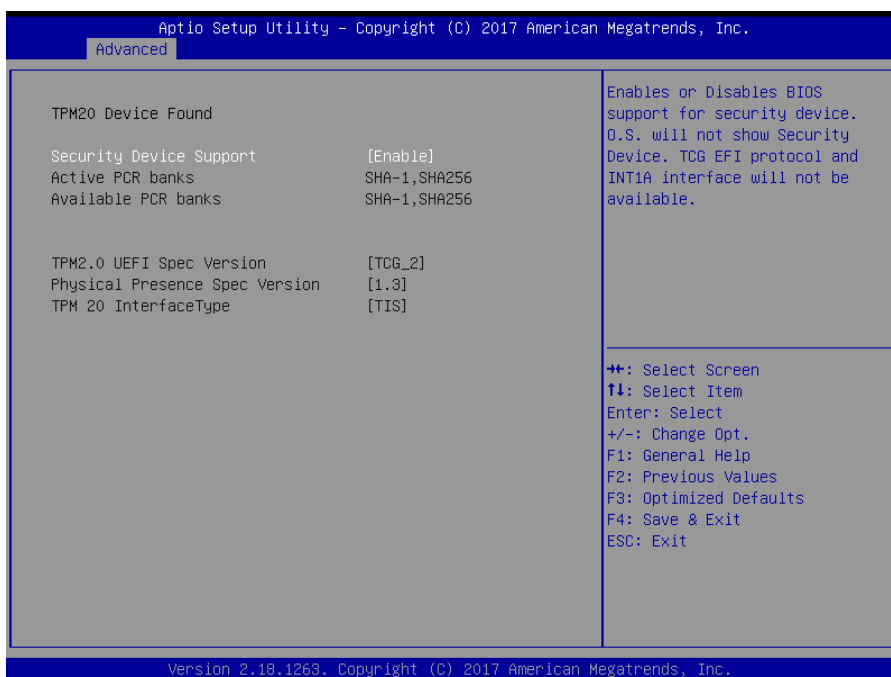 Aptio Setup Utility – Copyright (C) 2017 American Megatrends, Inc.
Advanced
TPM20 Device Found
Security Device Support [Enable]
Active PCR banks SHA-1,SHA256
Available PCR banks SHA-1,SHA256
TPM2.0 UEFI Spec Version [TCG_2]
Physical Presence Spec Version [1.3]
TPM 20 InterfaceType [TIS]
Enables or Disables BIOS
support for security device.
O.S. will not show Security
Device. TCG EFI protocol and
INT1A interface will not be
available.
→←: Select Screen
↑↓: Select Item
Enter: Select
+/-: Change Opt.
F1: General Help
F2: Previous Values
F3: Optimized Defaults
F4: Save & Exit
ESC: Exit
Version 2.18.1263. Copyright (C) 2017 American Megatrends, Inc.